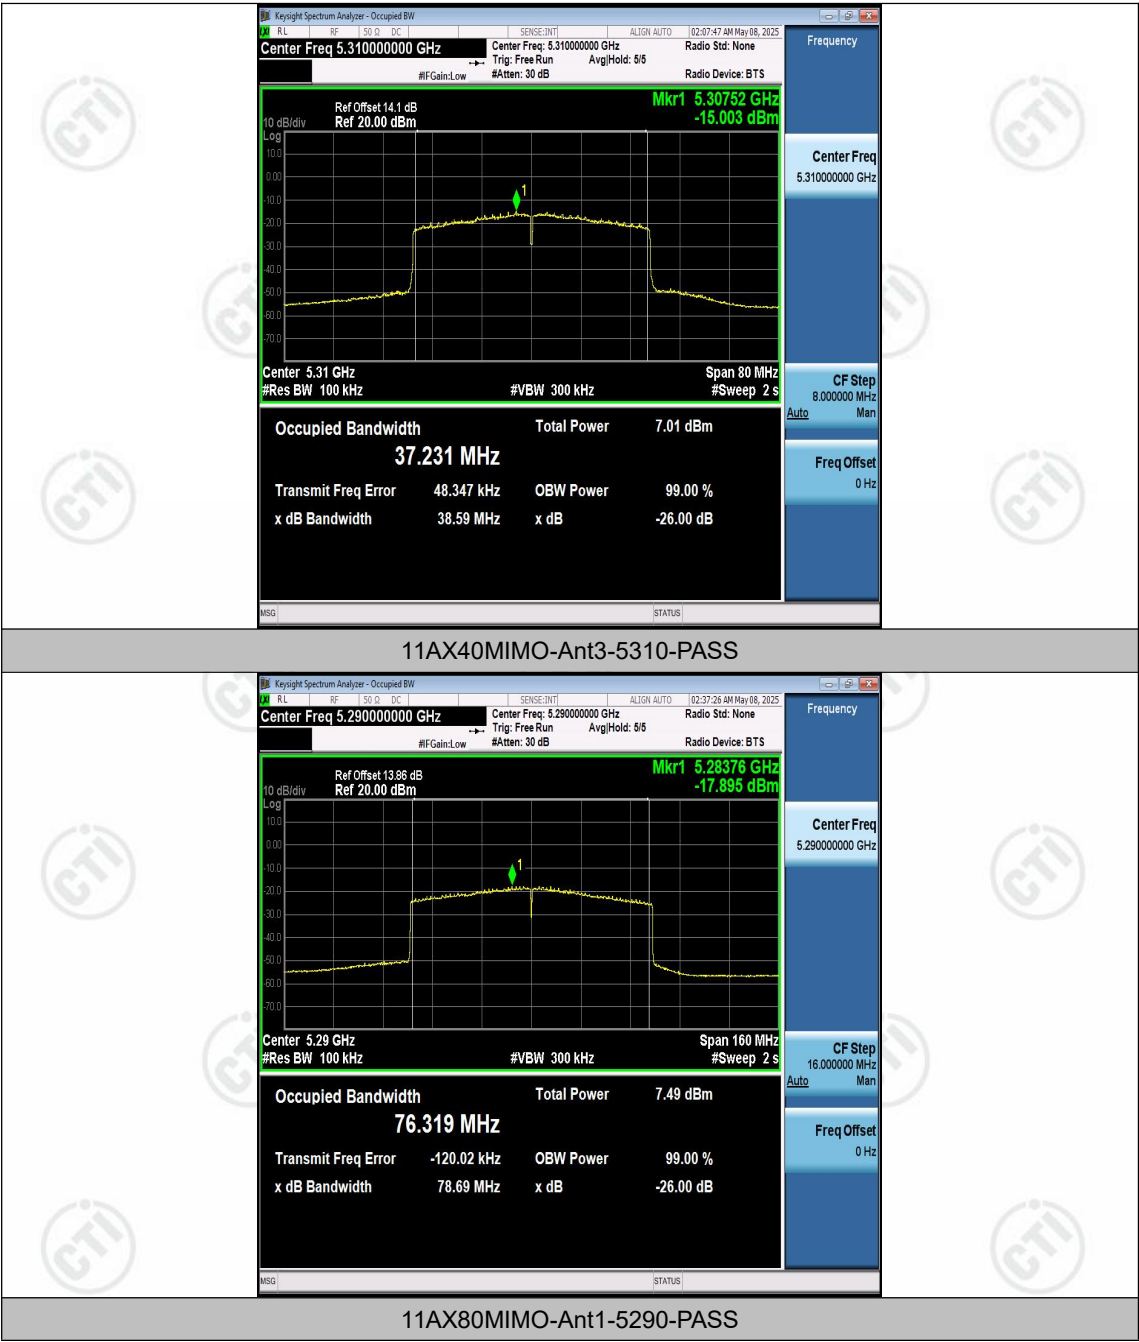 Keysight Spectrum Analyzer - Occupied BW
RL RF 50 Ω DC SENSE:INT ALIGN AUTO 02:07:47 AM May 08, 2025
Center Freq 5.310000000 GHz
Center Freq: 5.310000000 GHz
Radio Std: None
Trig: Free Run Avg|Hold: 5/5
#IFGain:Low #Atten: 30 dB Radio Device: BTS
Frequency
Mkr1 5.30752 GHz
-15.003 dBm
Ref Offset 14.1 dB
10 dB/div Ref 20.00 dBm
Log
10.0
0.00
-10.0
-20.0
-30.0
-40.0
-50.0
-60.0
-70.0
1
Center 5.31 GHz Span 80 MHz
#Res BW 100 kHz #VBW 300 kHz #Sweep 2 s
Center Freq
5.310000000 GHz
CF Step
8.000000 MHz
Auto Man
Freq Offset
0 Hz
Occupied Bandwidth Total Power 7.01 dBm
37.231 MHz
Transmit Freq Error 48.347 kHz OBW Power 99.00 %
x dB Bandwidth 38.59 MHz x dB -26.00 dB
MSG STATUS
11AX40MIMO-Ant3-5310-PASS
Keysight Spectrum Analyzer - Occupied BW
RL RF 50 Ω DC SENSE:INT ALIGN AUTO 02:37:26 AM May 08, 2025
Center Freq 5.290000000 GHz
Center Freq: 5.290000000 GHz
Radio Std: None
Trig: Free Run Avg|Hold: 5/5
#IFGain:Low #Atten: 30 dB Radio Device: BTS
Frequency
Mkr1 5.28376 GHz
-17.895 dBm
Ref Offset 13.86 dB
10 dB/div Ref 20.00 dBm
Log
10.0
0.00
-10.0
-20.0
-30.0
-40.0
-50.0
-60.0
-70.0
1
Center 5.29 GHz Span 160 MHz
#Res BW 100 kHz #VBW 300 kHz #Sweep 2 s
Center Freq
5.290000000 GHz
CF Step
16.000000 MHz
Auto Man
Freq Offset
0 Hz
Occupied Bandwidth Total Power 7.49 dBm
76.319 MHz
Transmit Freq Error -120.02 kHz OBW Power 99.00 %
x dB Bandwidth 78.69 MHz x dB -26.00 dB
MSG STATUS
11AX80MIMO-Ant1-5290-PASS
CTI
CTI
CTI
CTI
CTI
CTI
CTI
CTI